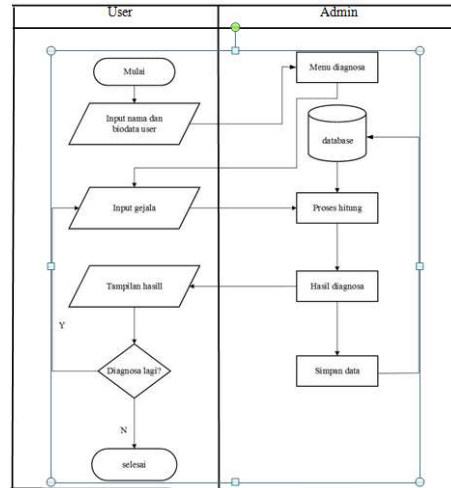 User
Admin
Mulai
Menu diagnosa
Input nama dan
biodata user
database
Input gejala
Proses hitung
Tampilan hasill
Hasil diagnosa
Y
Diagnosa lagi?
Simpan data
N
selesai